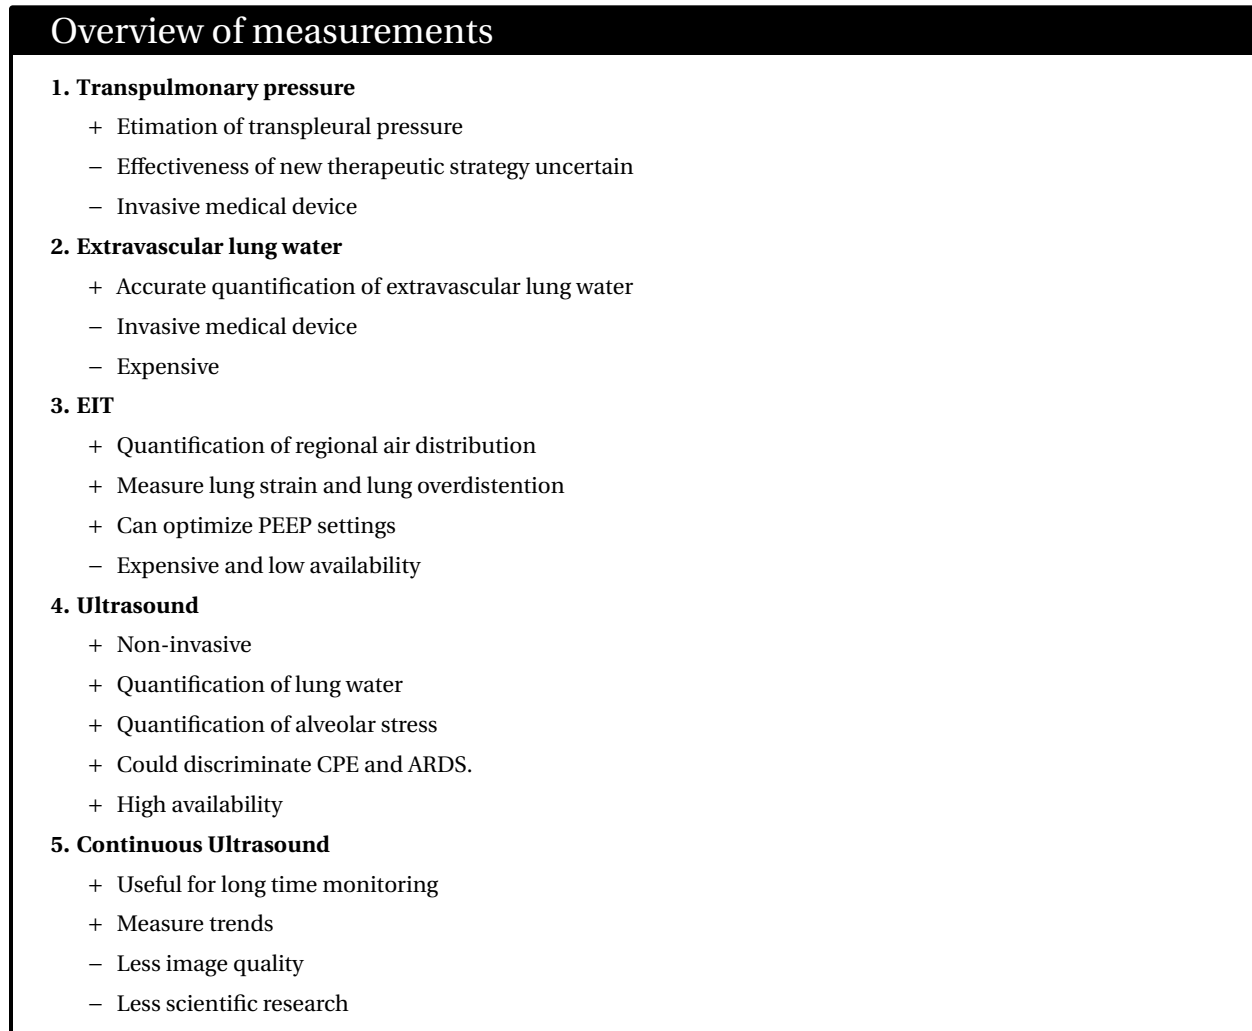 Overview of measurements
1. Transpulmonary pressure
+ Etimation of transpleural pressure
− Effectiveness of new therapeutic strategy uncertain
− Invasive medical device
2. Extravascular lung water
+ Accurate quantification of extravascular lung water
− Invasive medical device
− Expensive
3. EIT
+ Quantification of regional air distribution
+ Measure lung strain and lung overdistention
+ Can optimize PEEP settings
− Expensive and low availability
4. Ultrasound
+ Non-invasive
+ Quantification of lung water
+ Quantification of alveolar stress
+ Could discriminate CPE and ARDS.
+ High availability
5. Continuous Ultrasound
+ Useful for long time monitoring
+ Measure trends
− Less image quality
− Less scientific research